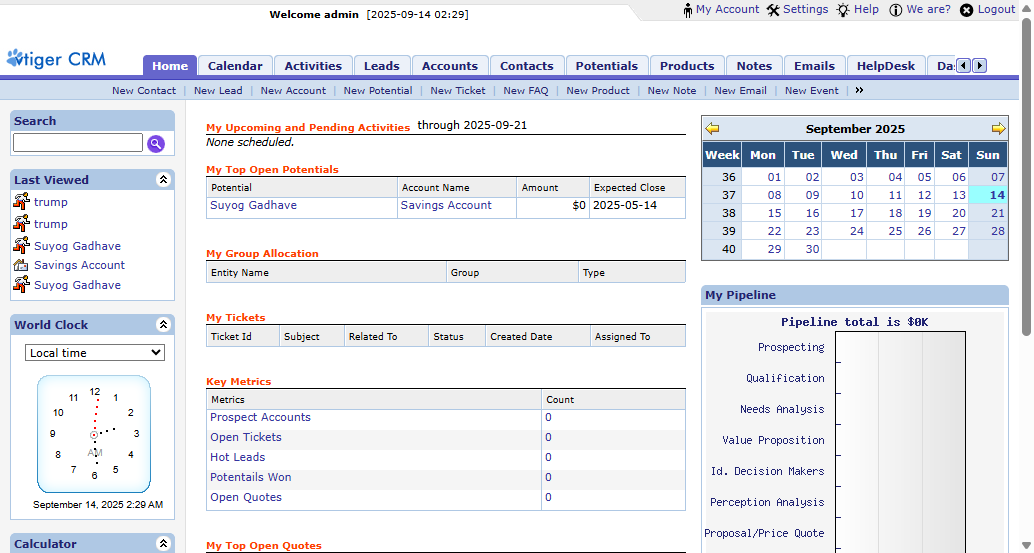 Welcome admin [2025-09-14 02:29]
My Account Settings Help We are? Logout
vtiger CRM
Home Calendar Activities Leads Accounts Contacts Potentials Products Notes Emails HelpDesk Da
New Contact | New Lead | New Account | New Potential | New Ticket | New FAQ | New Product | New Note | New Email | New Event | »
Search
Last Viewed
trump
trump
Suyog Gadhave
Savings Account
Suyog Gadhave
World Clock
Local time
12
1
2
3
4
5
6
7
8
9
10
11
AM
September 14, 2025 2:29 AM
Calculator
My Upcoming and Pending Activities through 2025-09-21
None scheduled.
My Top Open Potentials
Potential Account Name Amount Expected Close
Suyog Gadhave Savings Account $0 2025-05-14
My Group Allocation
Entity Name Group Type
My Tickets
Ticket Id Subject Related To Status Created Date Assigned To
Key Metrics
Metrics Count
Prospect Accounts 0
Open Tickets 0
Hot Leads 0
Potentails Won 0
Open Quotes 0
My Top Open Quotes
September 2025
Week Mon Tue Wed Thu Fri Sat Sun
36 01 02 03 04 05 06 07
37 08 09 10 11 12 13 14
38 15 16 17 18 19 20 21
39 22 23 24 25 26 27 28
40 29 30
My Pipeline
Pipeline total is $0K
Prospecting
Qualification
Needs Analysis
Value Proposition
Id. Decision Makers
Perception Analysis
Proposal/Price Quote